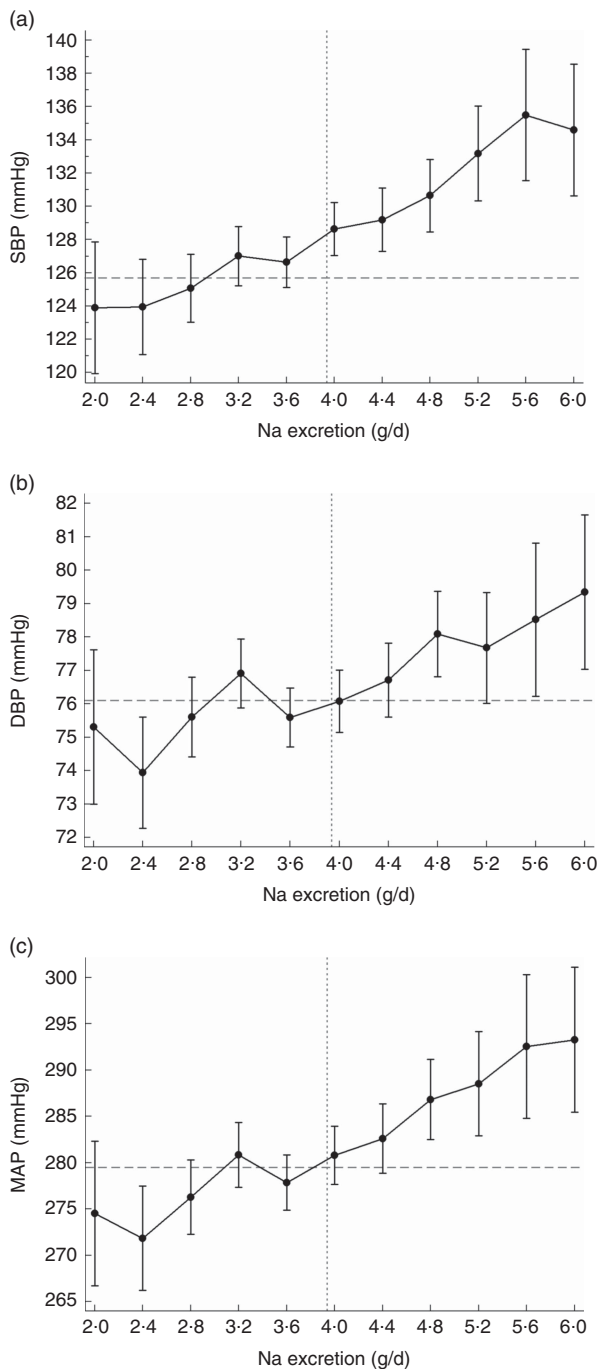 (a)
140
138
136
134
132
130
128
126
124
122
120
SBP (mmHg)
2·0 2·4 2·8 3·2 3·6 4·0 4·4 4·8 5·2 5·6 6·0
Na excretion (g/d)
(b)
82
81
80
79
78
77
76
75
74
73
72
DBP (mmHg)
2·0 2·4 2·8 3·2 3·6 4·0 4·4 4·8 5·2 5·6 6·0
Na excretion (g/d)
(c)
300
295
290
285
280
275
270
265
MAP (mmHg)
2·0 2·4 2·8 3·2 3·6 4·0 4·4 4·8 5·2 5·6 6·0
Na excretion (g/d)